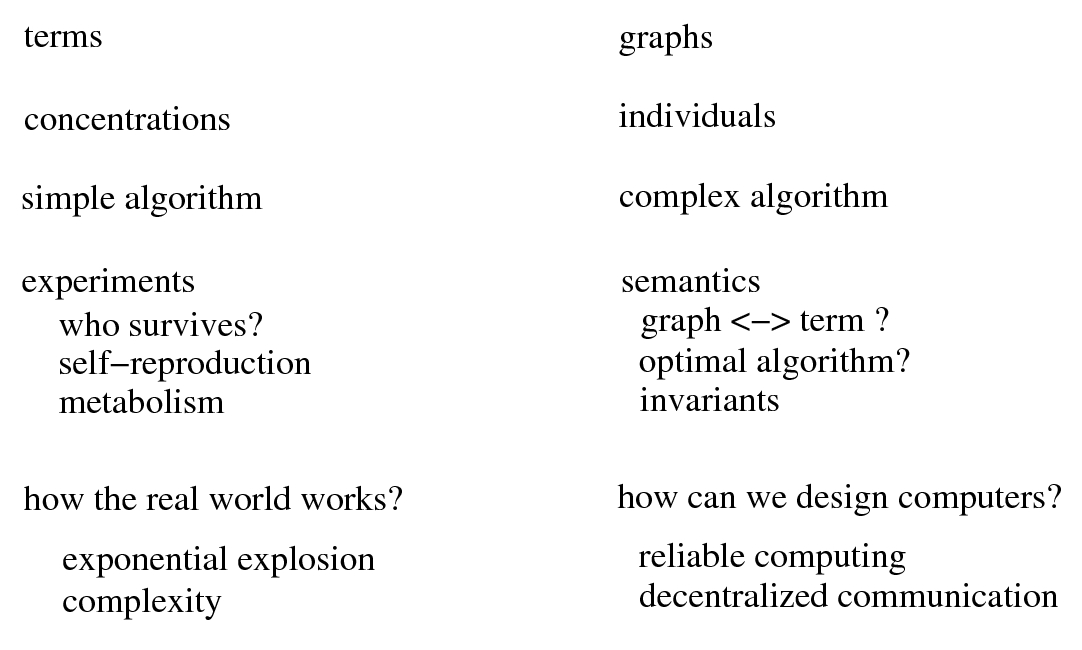 terms
concentrations
simple algorithm
experiments
who survives?
self−reproduction
metabolism
how the real world works?
exponential explosion
complexity
graphs
individuals
complex algorithm
semantics
graph <−> term ?
optimal algorithm?
invariants
how can we design computers?
reliable computing
decentralized communication